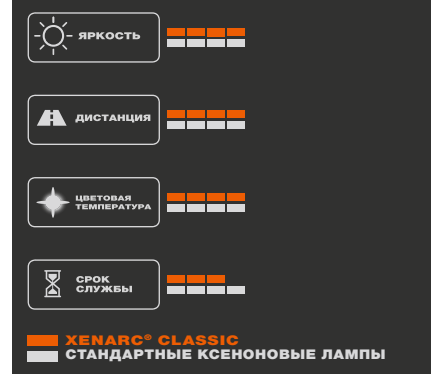 ЯРКОСТЬ
ДИСТАНЦИЯ
ЦВЕТОВАЯ
ТЕМПЕРАТУРА
СРОК
СЛУЖБЫ
XENARC® CLASSIC
СТАНДАРТНЫЕ КСЕНОНОВЫЕ ЛАМПЫ